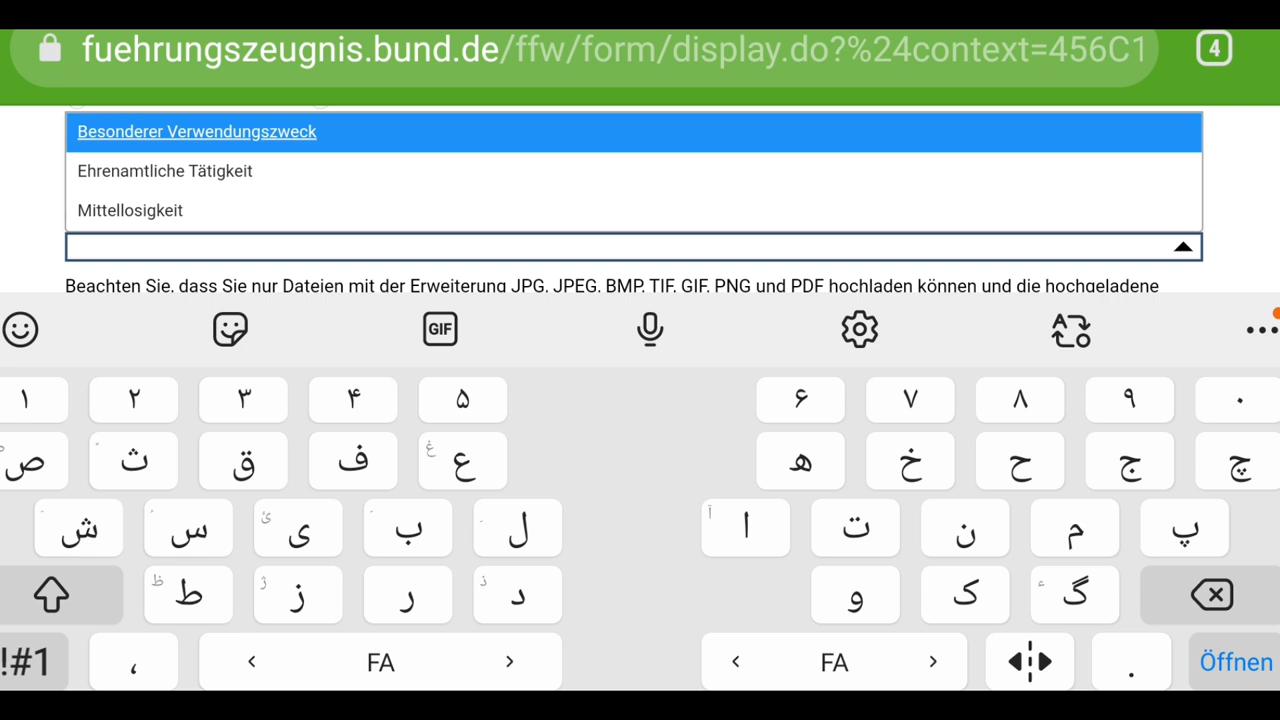 fuehrungszeugnis.bund.de/ffw/form/display.do?%24context=456C1
4
Besonderer Verwendungszweck
Ehrenamtliche Tätigkeit
Mittellosigkeit
Beachten Sie, dass Sie nur Dateien mit der Erweiterung JPG, JPEG, BMP, TIF, GIF, PNG und PDF hochladen können und die hochgeladene
GIF
۱ ۲ ۳ ۴ ۵ ۶ ۷ ۸ ۹ ۰
ص ث ق ف ع غ ه خ ح ج چ
ش س ی ئ ب ل ا آ ت ن م پ
ط ظ ز ژ ر د ذ و ک گ ء
!#1 ، < FA > < FA > . Öffnen